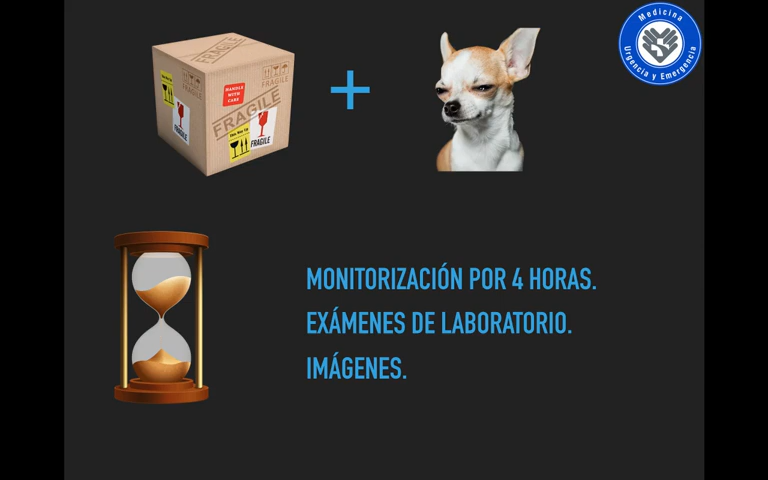 FRAGILE
FRAGILE
HANDLE
WITH
CARE
FRAGILE
FRAGILE
Medicina
Urgencia y Emergencia
MONITORIZACIÓN POR 4 HORAS.
EXÁMENES DE LABORATORIO.
IMÁGENES.